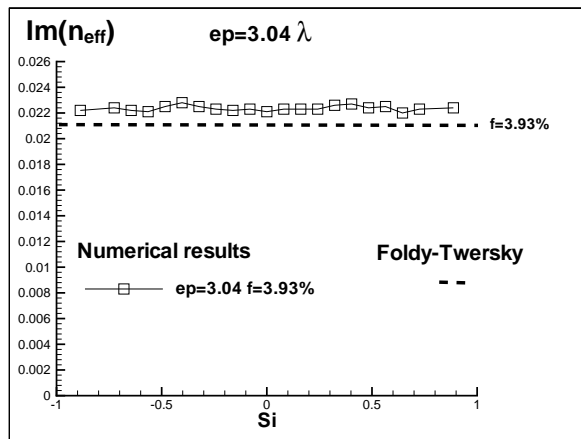 Im(n_eff)
ep=3.04 λ
0.026
0.024
0.022
0.02
0.018
0.016
0.014
0.012
0.01
0.008
0.006
0.004
0.002
0
f=3.93%
Numerical results
ep=3.04 f=3.93%
Foldy-Twersky
-1
-0.5
0
0.5
1
Si